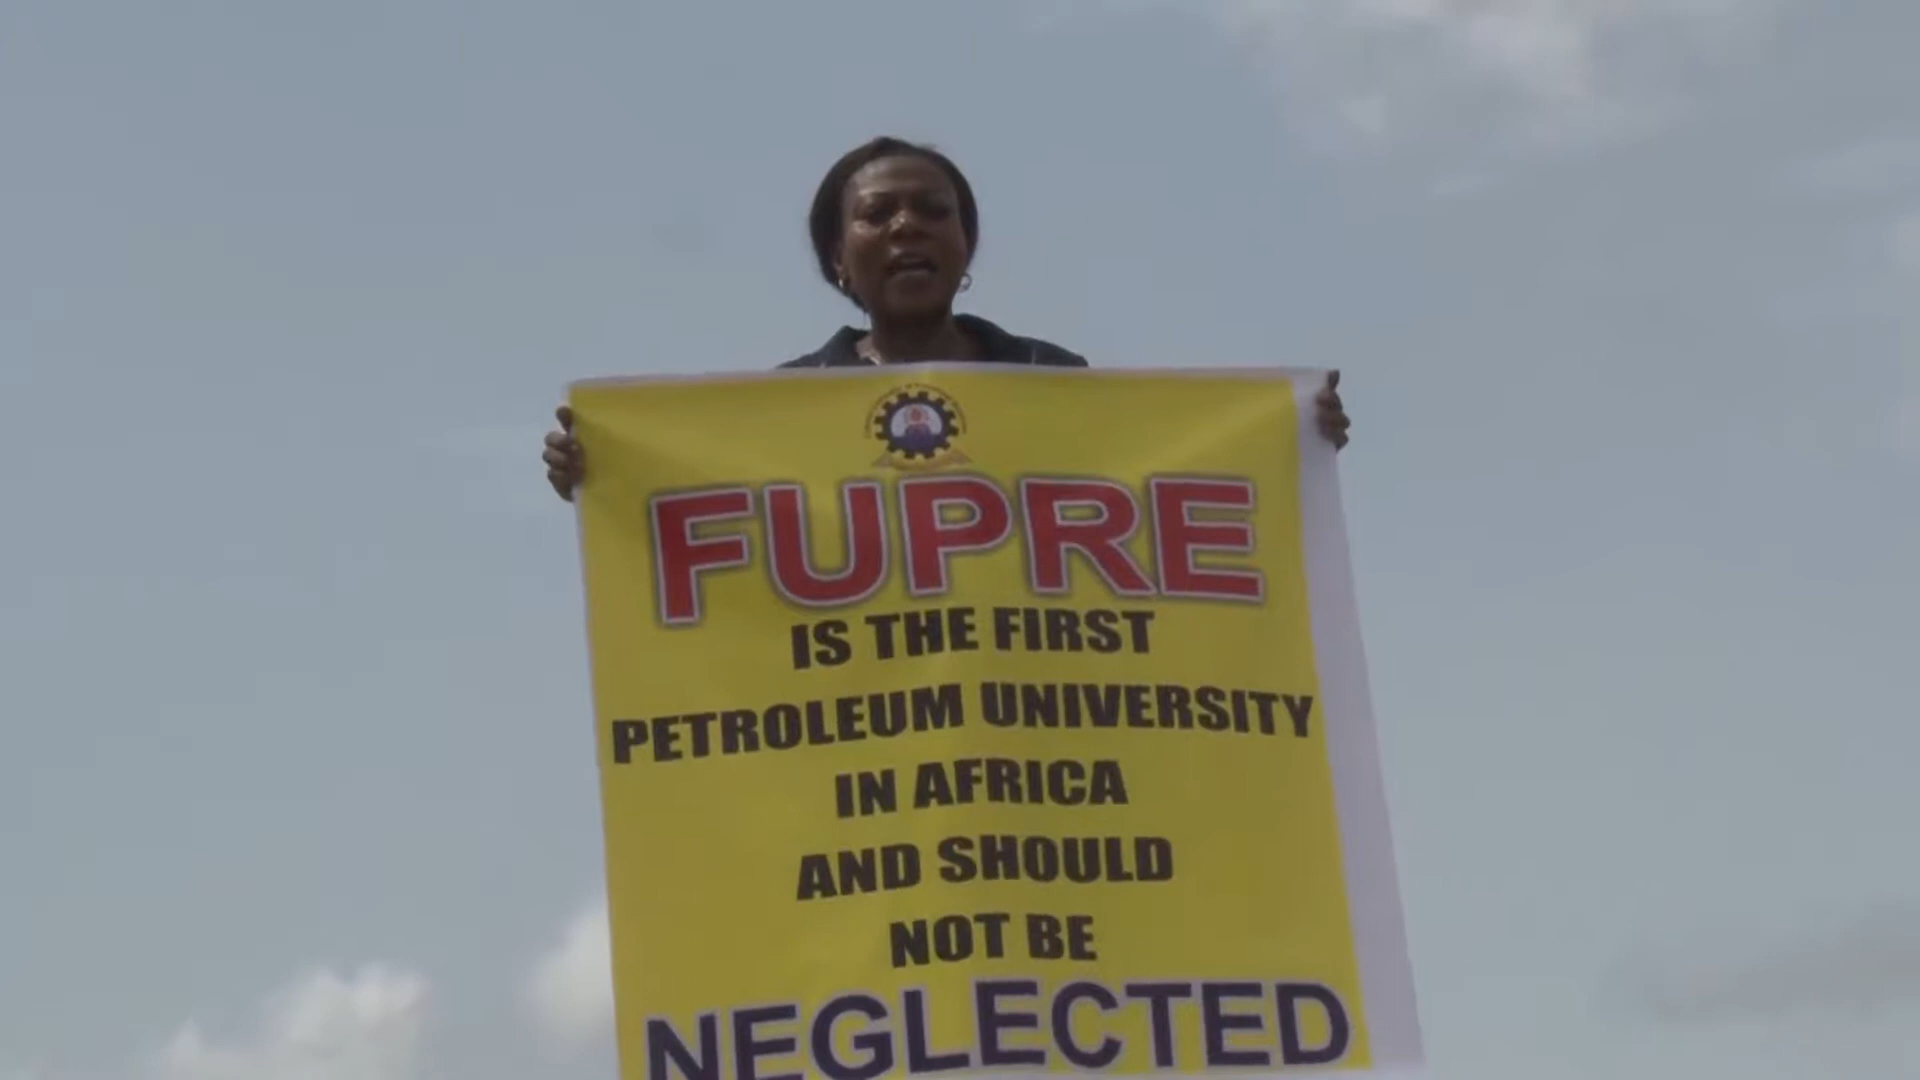 FUPRE
IS THE FIRST
PETROLEUM UNIVERSITY
IN AFRICA
AND SHOULD
NOT BE
NEGLECTED